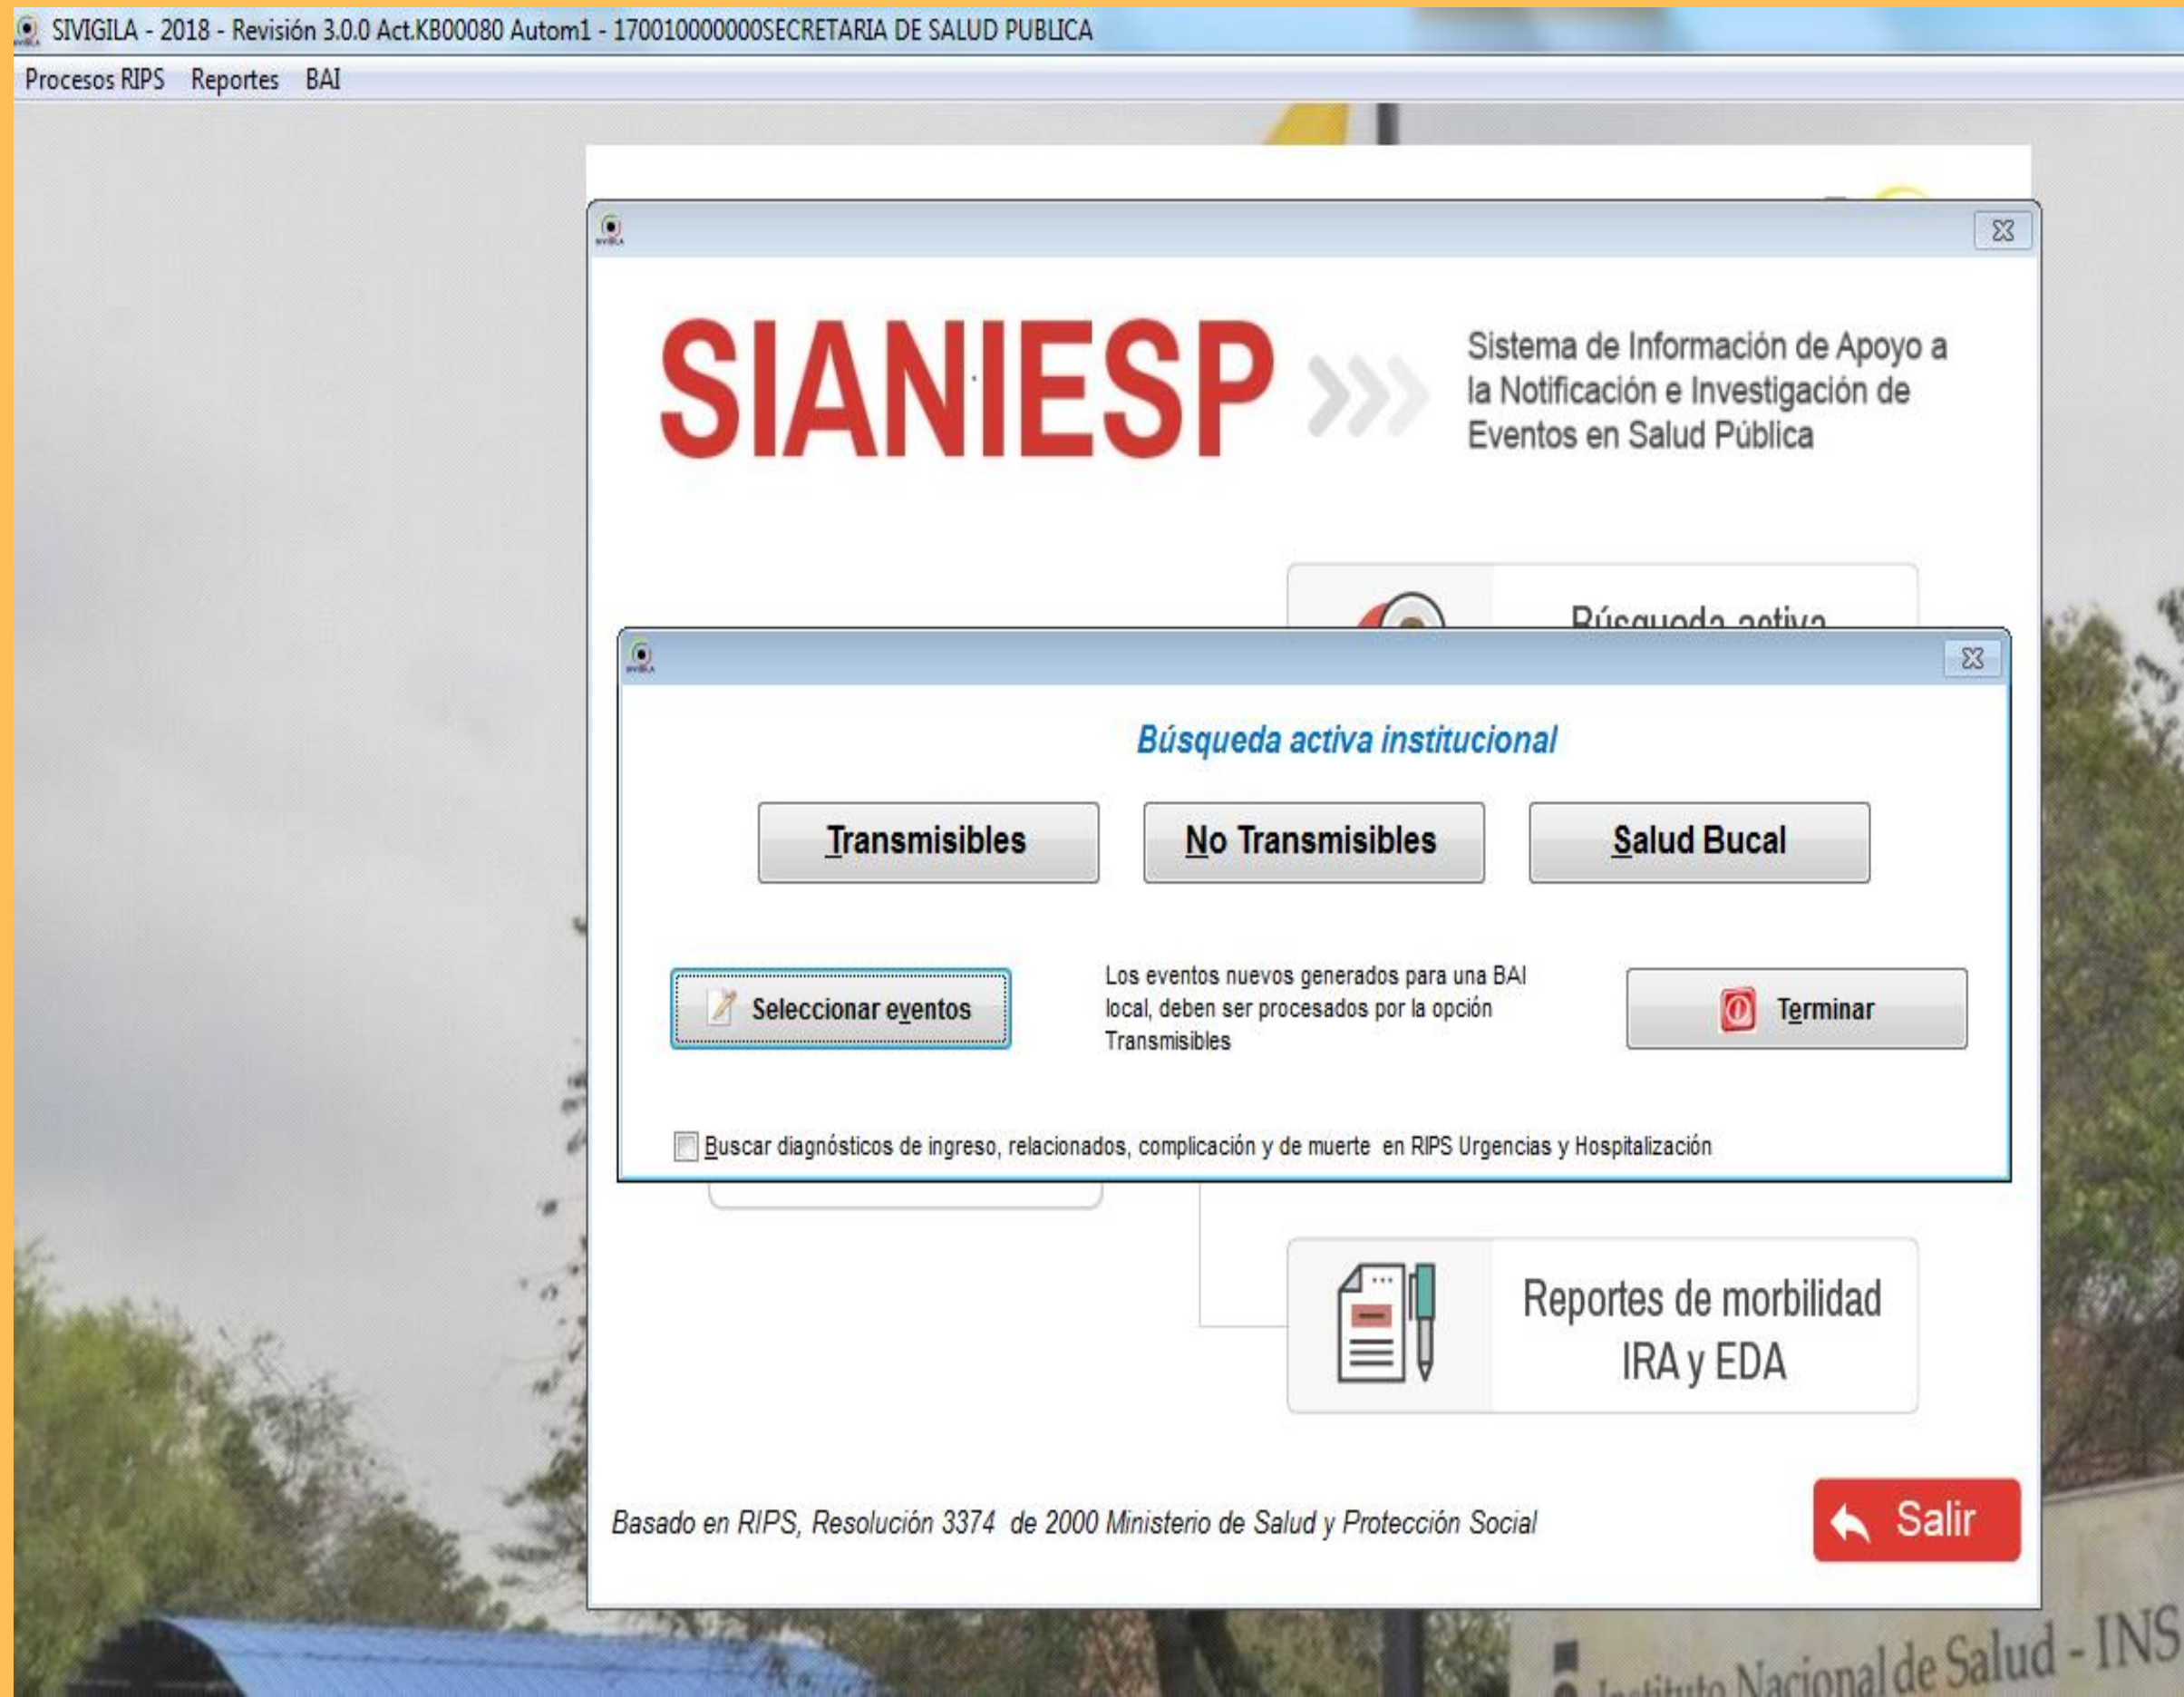 SIVIGILA - 2018 - Revisión 3.0.0 Act.KB00080 Autom1 - 170010000000SECRETARIA DE SALUD PUBLICA
Procesos RIPS Reportes BAI
SIANIESP
Sistema de Información de Apoyo a
la Notificación e Investigación de
Eventos en Salud Pública
Búsqueda activa
Búsqueda activa institucional
Transmisibles No Transmisibles Salud Bucal
Seleccionar eventos
Los eventos nuevos generados para una BAI
local, deben ser procesados por la opción
Transmisibles
Terminar
Buscar diagnósticos de ingreso, relacionados, complicación y de muerte en RIPS Urgencias y Hospitalización
Reportes de morbilidad
IRA y EDA
Basado en RIPS, Resolución 3374 de 2000 Ministerio de Salud y Protección Social
Salir
Instituto Nacional de Salud - INS